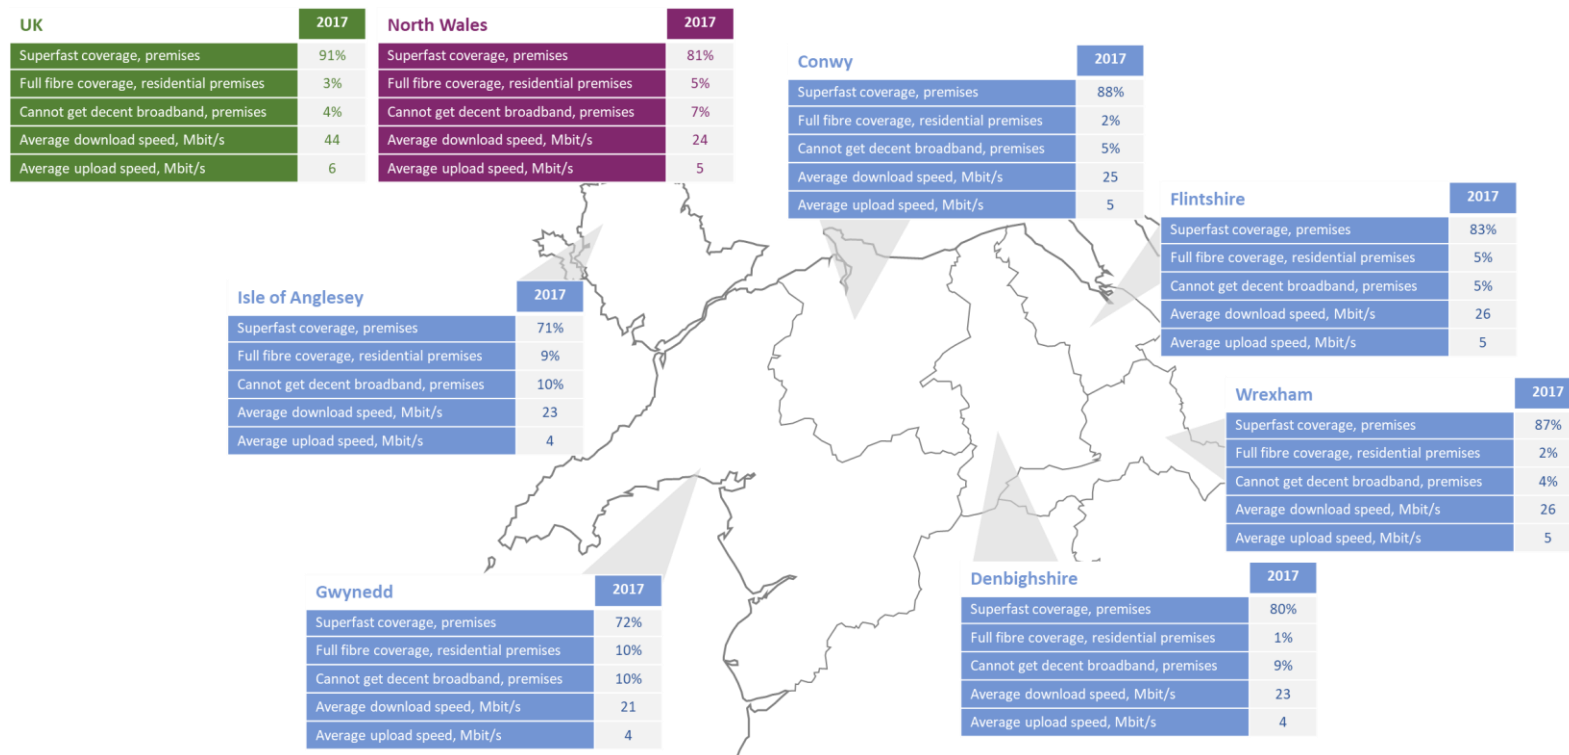 UK 2017
Superfast coverage, premises 91%
Full fibre coverage, residential premises 3%
Cannot get decent broadband, premises 4%
Average download speed, Mbit/s 44
Average upload speed, Mbit/s 6
North Wales 2017
Superfast coverage, premises 81%
Full fibre coverage, residential premises 5%
Cannot get decent broadband, premises 7%
Average download speed, Mbit/s 24
Average upload speed, Mbit/s 5
Conwy 2017
Superfast coverage, premises 88%
Full fibre coverage, residential premises 2%
Cannot get decent broadband, premises 5%
Average download speed, Mbit/s 25
Average upload speed, Mbit/s 5
Flintshire 2017
Superfast coverage, premises 83%
Full fibre coverage, residential premises 5%
Cannot get decent broadband, premises 5%
Average download speed, Mbit/s 26
Average upload speed, Mbit/s 5
Isle of Anglesey 2017
Superfast coverage, premises 71%
Full fibre coverage, residential premises 9%
Cannot get decent broadband, premises 10%
Average download speed, Mbit/s 23
Average upload speed, Mbit/s 4
Wrexham 2017
Superfast coverage, premises 87%
Full fibre coverage, residential premises 2%
Cannot get decent broadband, premises 4%
Average download speed, Mbit/s 26
Average upload speed, Mbit/s 5
Gwynedd 2017
Superfast coverage, premises 72%
Full fibre coverage, residential premises 10%
Cannot get decent broadband, premises 10%
Average download speed, Mbit/s 21
Average upload speed, Mbit/s 4
Denbighshire 2017
Superfast coverage, premises 80%
Full fibre coverage, residential premises 1%
Cannot get decent broadband, premises 9%
Average download speed, Mbit/s 23
Average upload speed, Mbit/s 4